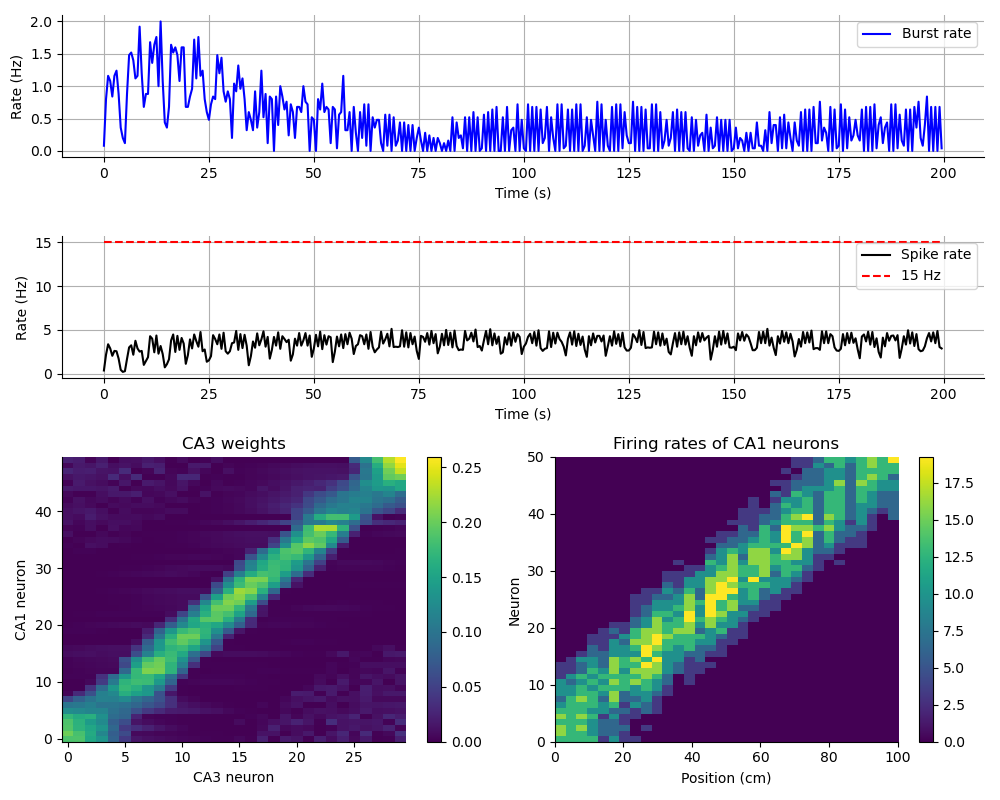 2.0
1.5
1.0
0.5
0.0
Rate (Hz)
Burst rate
0 25 50 75 100 125 150 175 200
Time (s)
15
10
5
0
Rate (Hz)
Spike rate
15 Hz
0 25 50 75 100 125 150 175 200
Time (s)
CA3 weights
40
30
20
10
0
CA1 neuron
0 5 10 15 20 25
CA3 neuron
0.25
0.20
0.15
0.10
0.05
0.00
Firing rates of CA1 neurons
50
40
30
20
10
0
Neuron
0 20 40 60 80 100
Position (cm)
17.5
15.0
12.5
10.0
7.5
5.0
2.5
0.0